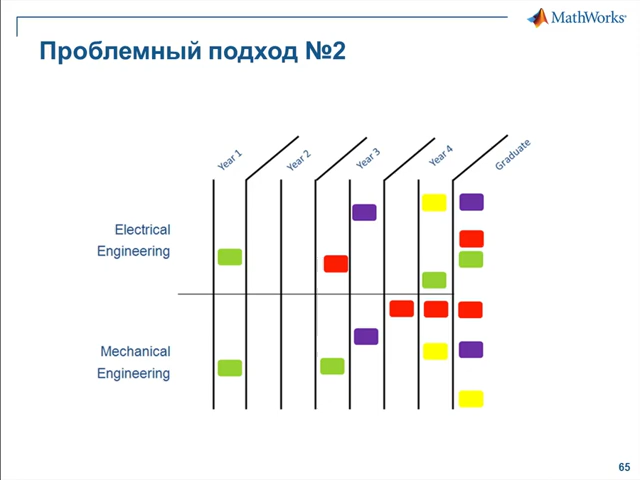 MathWorks®
Проблемный подход №2
Year 1
Year 2
Year 3
Year 4
Graduate
Electrical
Engineering
Mechanical
Engineering
65